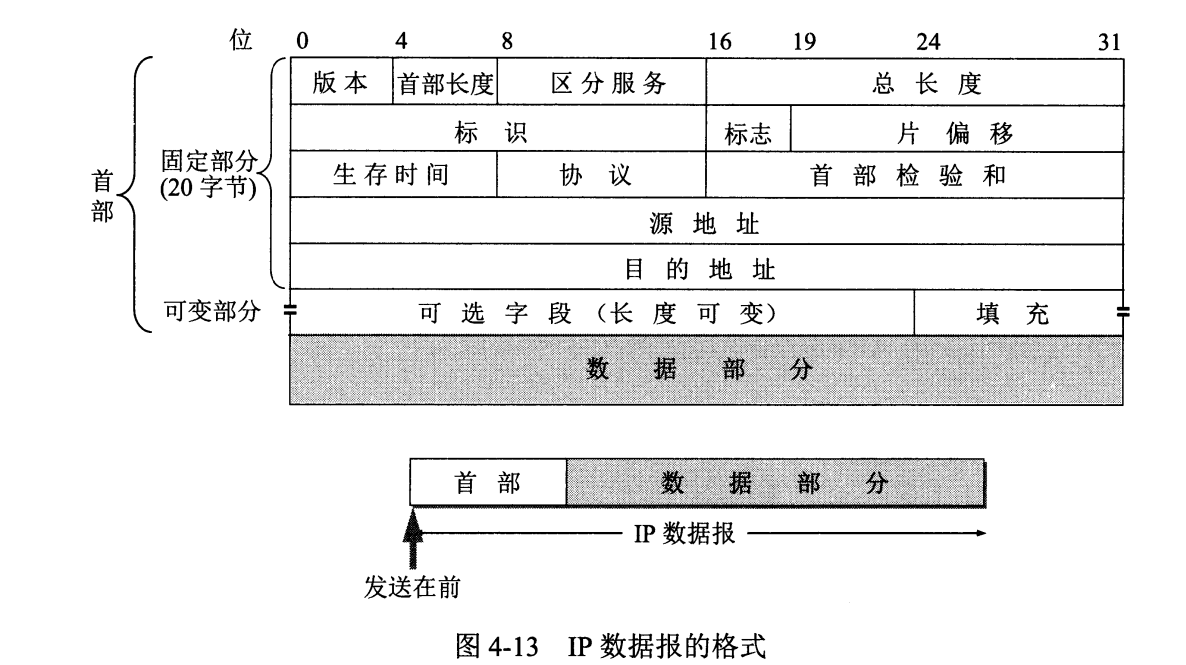 位 0 4 8 16 19 24 31
版本 首部长度 区分服务 总长度
标识 标志 片偏移
固定部分
(20 字节)
生存时间 协议 首部检验和
首部
源地址
目的地址
可变部分 可选字段（长度可变） 填充
数据部分
首部 数据部分
IP 数据报
发送在前
图 4-13 IP 数据报的格式